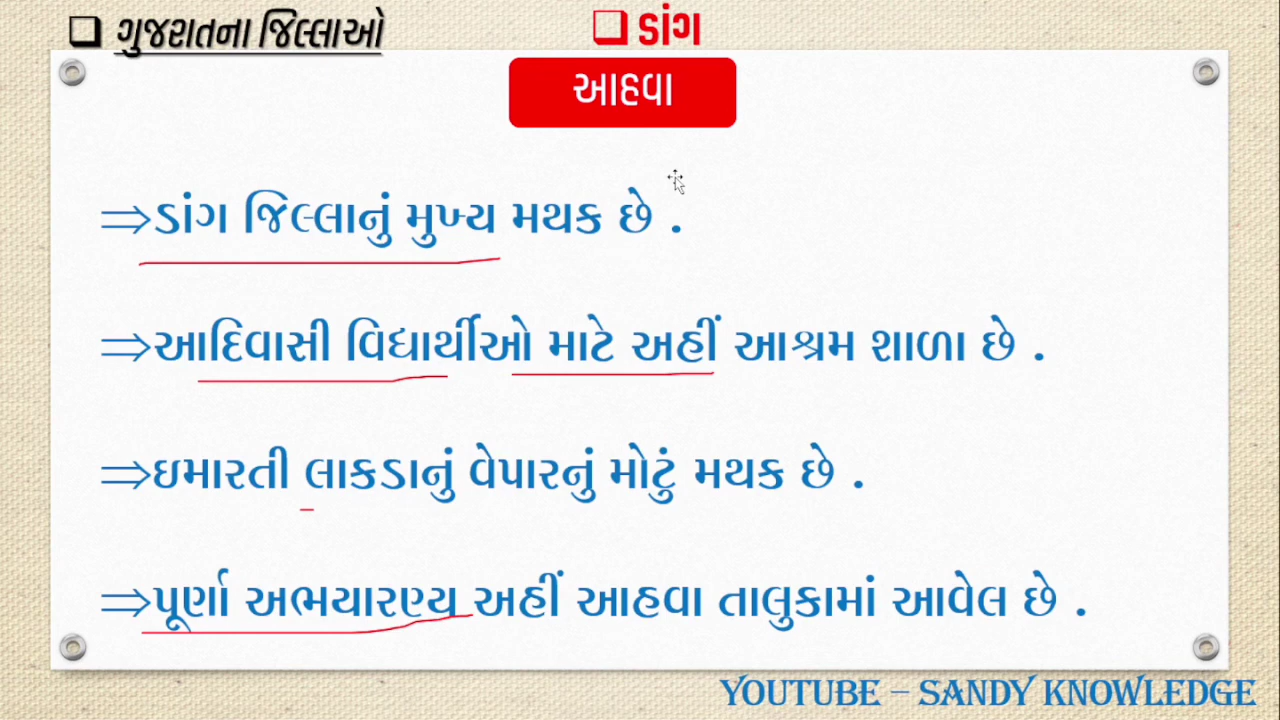 ❑ ગુજરાતના જિલ્લાઓ
❑ ડાંગ
આહવા
⇒ડાંગ જિલ્લાનું મુખ્ય મથક છે .
⇒આદિવાસી વિદ્યાર્થીઓ માટે અહીં આશ્રમ શાળા છે .
⇒ઇમારતી લાકડાનું વેપારનું મોટું મથક છે .
⇒પૂર્ણા અભયારણ્ય અહીં આહવા તાલુકામાં આવેલ છે .
YOUTUBE – SANDY KNOWLEDGE